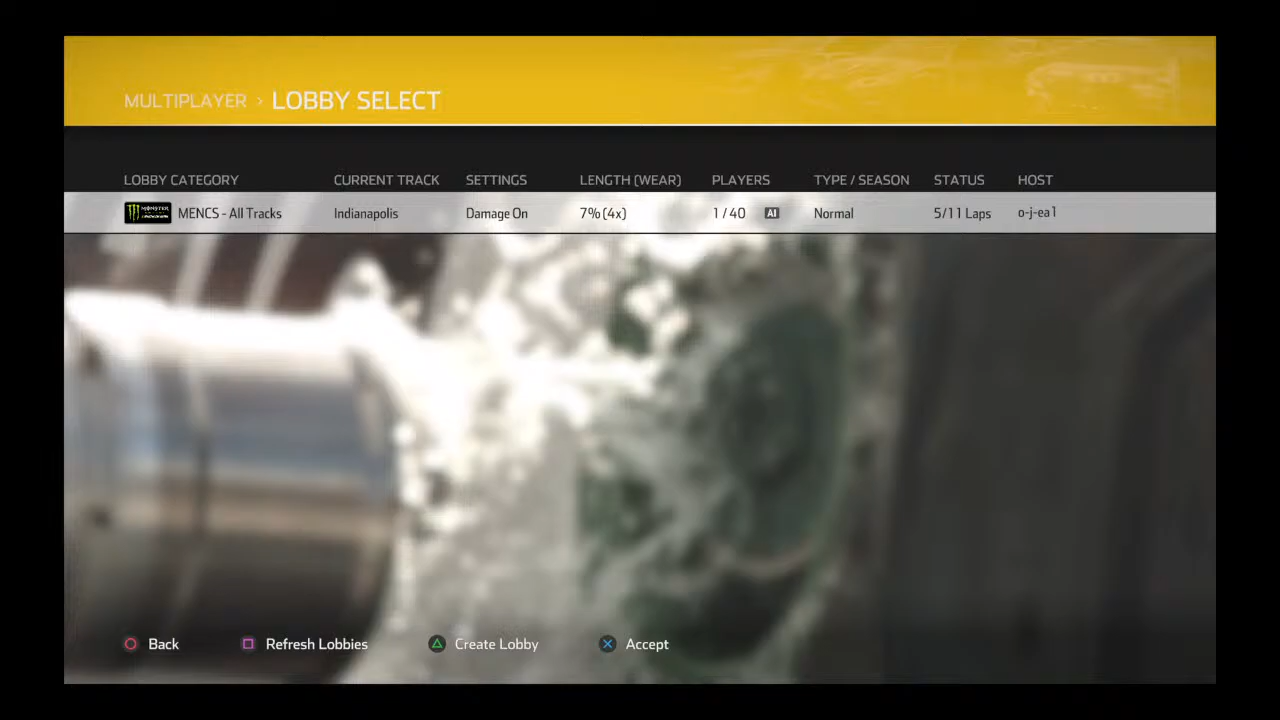 MULTIPLAYER > LOBBY SELECT
LOBBY CATEGORY CURRENT TRACK SETTINGS LENGTH (WEAR) PLAYERS TYPE / SEASON STATUS HOST
MONSTER MENCS - All Tracks Indianapolis Damage On 7% (4x) 1 / 40 AI Normal 5/11 Laps o-j-ea1
Back Refresh Lobbies Create Lobby Accept